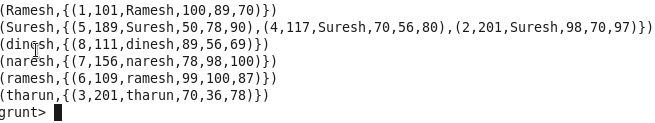 (Ramesh,{(1,101,Ramesh,100,89,70)})
(Suresh,{(5,189,Suresh,50,78,90),(4,117,Suresh,70,56,80),(2,201,Suresh,98,70,97)})
(dinesh,{(8,111,dinesh,89,56,69)})
(naresh,{(7,156,naresh,78,98,100)})
(ramesh,{(6,109,ramesh,99,100,87)})
(tharun,{(3,201,tharun,70,36,78)})
grunt>